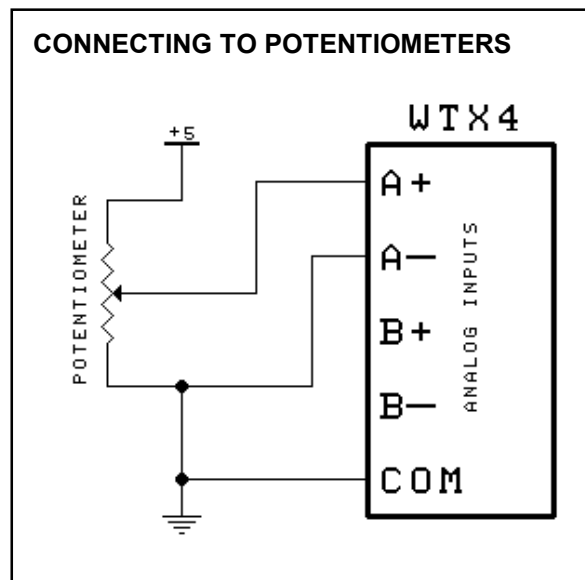 CONNECTING TO POTENTIOMETERS
WTX4
+5
POTENTIOMETER
A+
A−
B+
B−
COM
ANALOG INPUTS